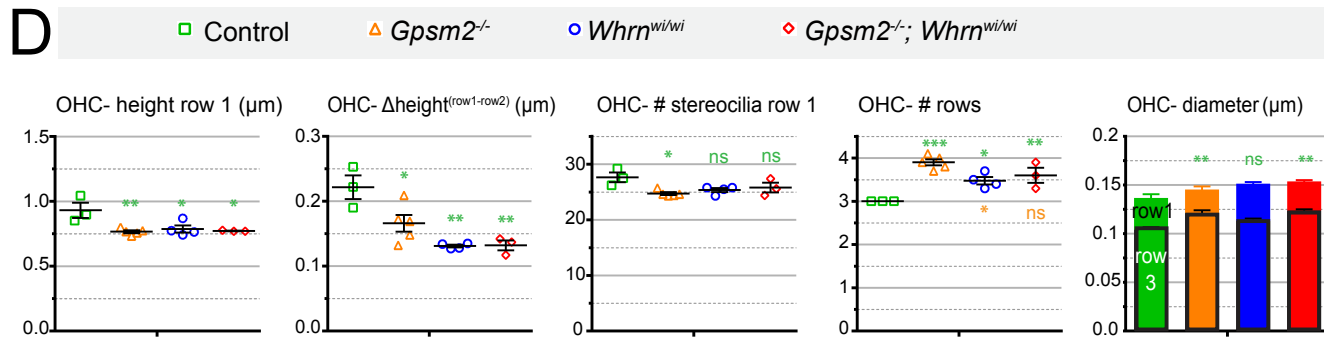 D
Control
Gpsm2-/-
Whrnwi/wi
Gpsm2-/-; Whrnwi/wi
OHC- height row 1 (µm)
1.5
1.0
0.5
0.0
**
*
*
OHC- Δheight(row1-row2) (µm)
0.3
0.2
0.1
0.0
*
**
**
OHC- # stereocilia row 1
30
20
10
0
*
ns
ns
OHC- # rows
4
3
2
1
0
***
*
**
*
ns
OHC- diameter (µm)
0.2
0.15
0.1
0.05
0.0
**
ns
**
row1
row
3